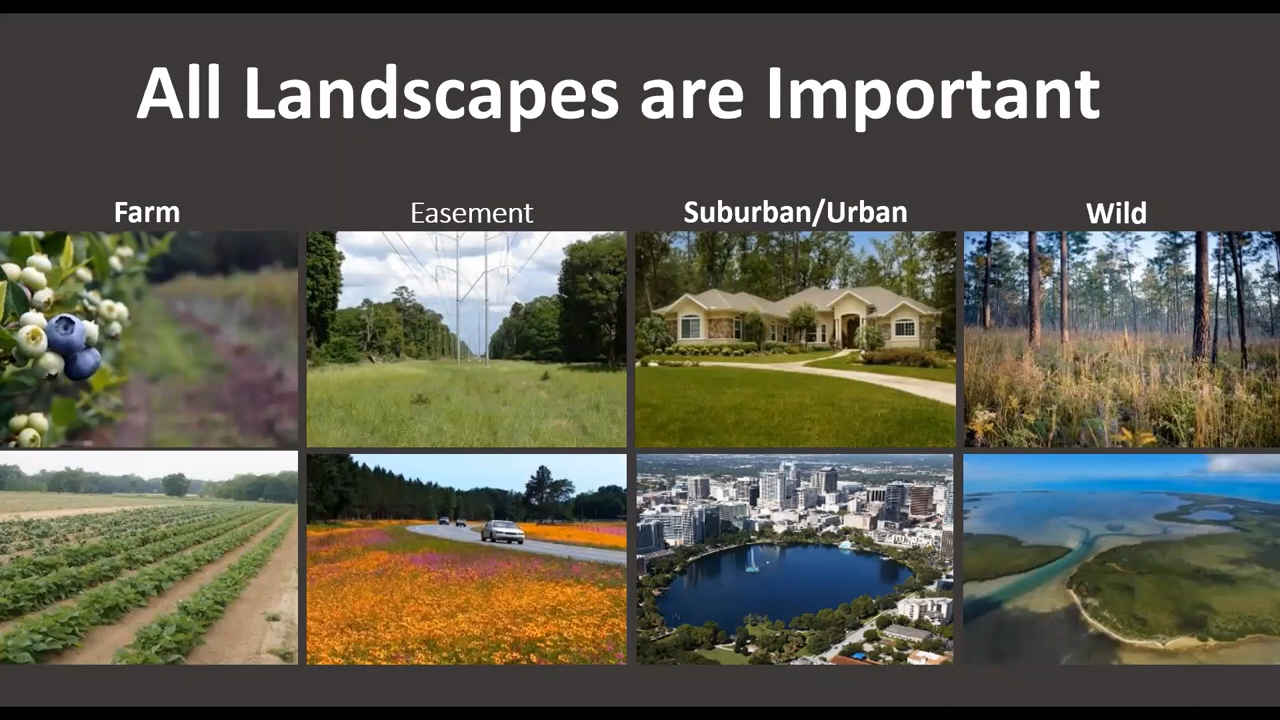 All Landscapes are Important
Farm
Easement
Suburban/Urban
Wild